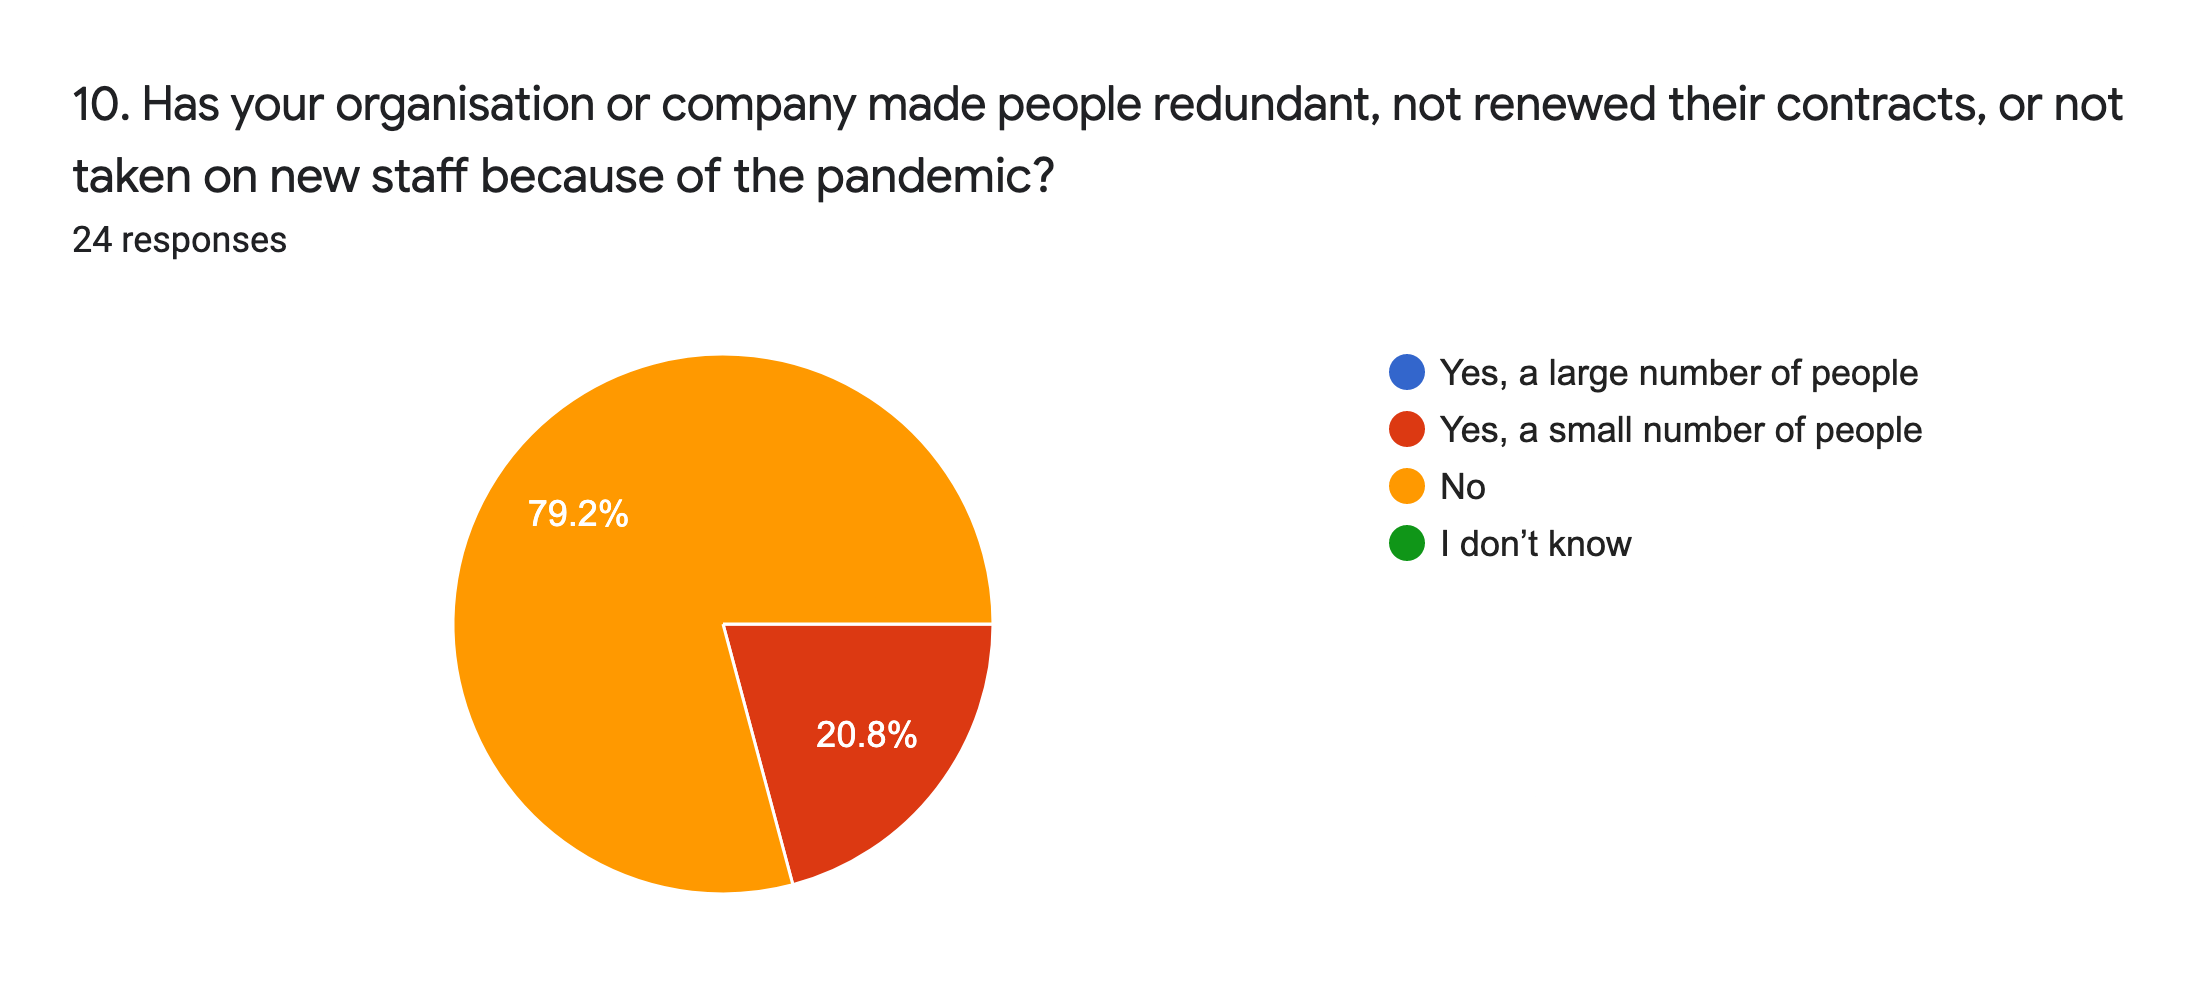 10. Has your organisation or company made people redundant, not renewed their contracts, or not
taken on new staff because of the pandemic?
24 responses
Yes, a large number of people
Yes, a small number of people
No
I don’t know
79.2%
20.8%